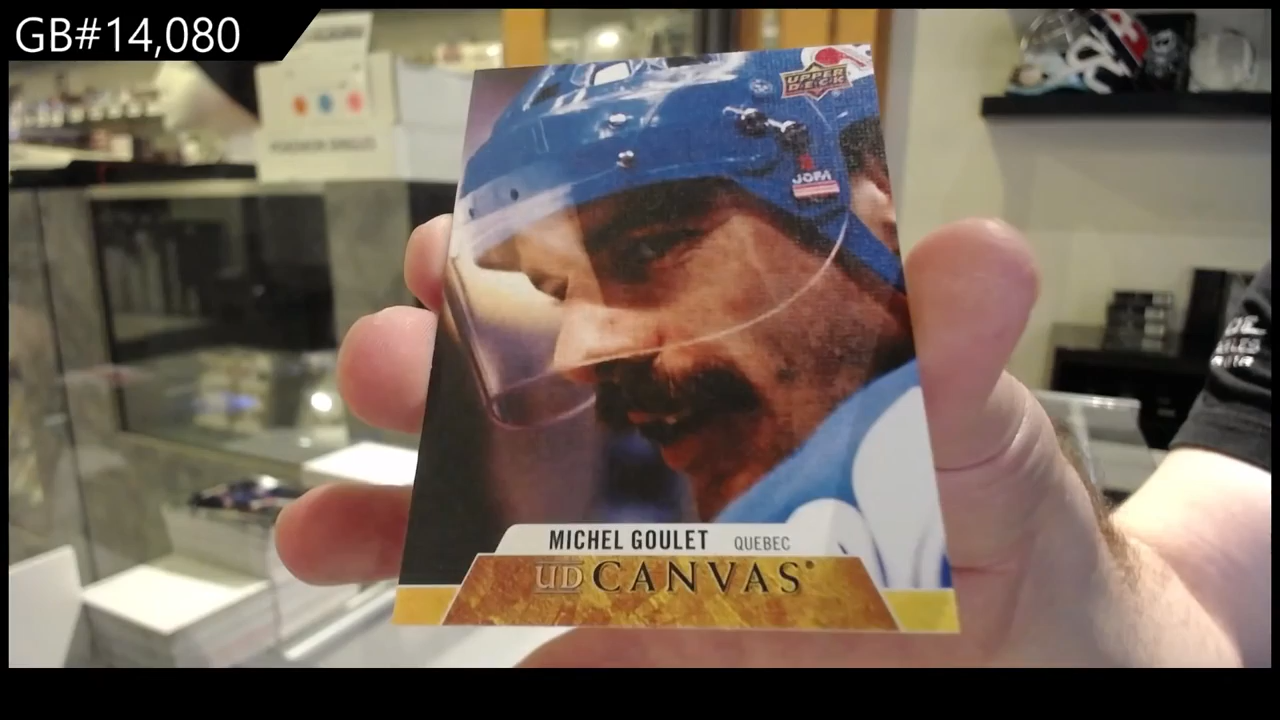 GB#14,080
UPPER
DECK
JOFA
MICHEL GOULET QUEBEC
UD CANVAS